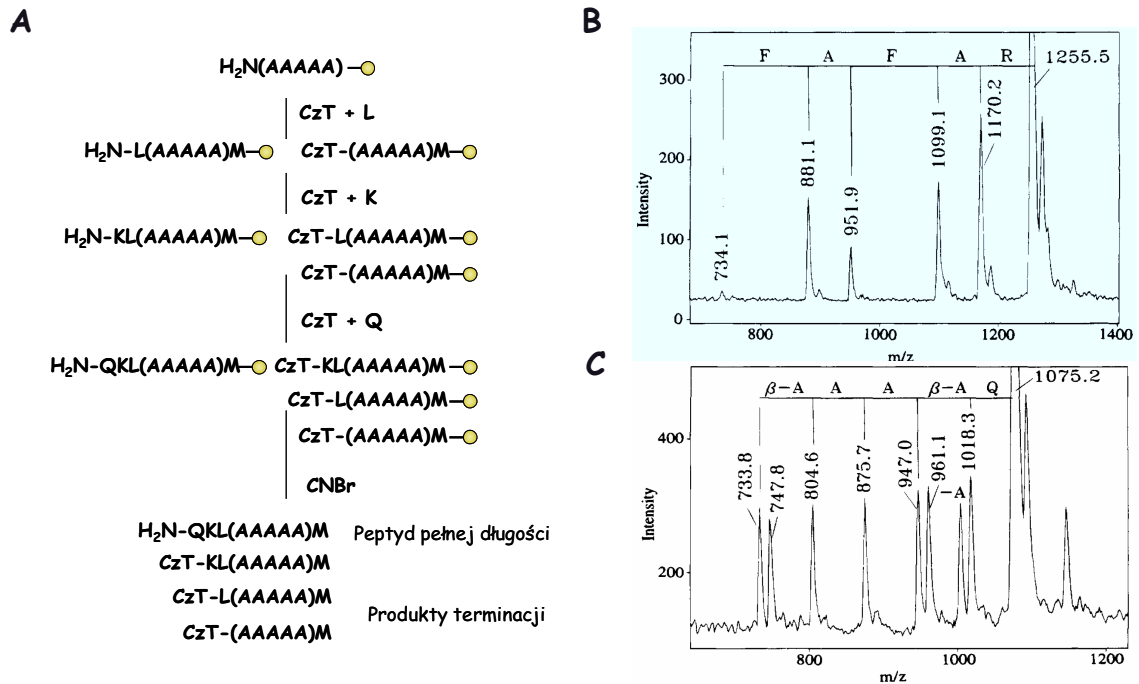 A
H₂N(AAAAA)
CzT + L
H₂N-L(AAAAA)M
CzT-(AAAAA)M
CzT + K
H₂N-KL(AAAAA)M
CzT-L(AAAAA)M
CzT-(AAAAA)M
CzT + Q
H₂N-QKL(AAAAA)M
CzT-KL(AAAAA)M
CzT-L(AAAAA)M
CzT-(AAAAA)M
CNBr
H₂N-QKL(AAAAA)M
Peptyd pełnej długości
CzT-KL(AAAAA)M
CzT-L(AAAAA)M
Produkty terminacji
CzT-(AAAAA)M
B
F A F A R
1255.5
734.1
881.1
951.9
1099.1
1170.2
Intensity
300
200
100
0
800 1000 1200 1400
m/z
C
β-A A A β-A Q
1075.2
733.8
747.8
804.6
875.7
947.0
961.1
-A
1018.3
Intensity
400
200
800 1000 1200
m/z